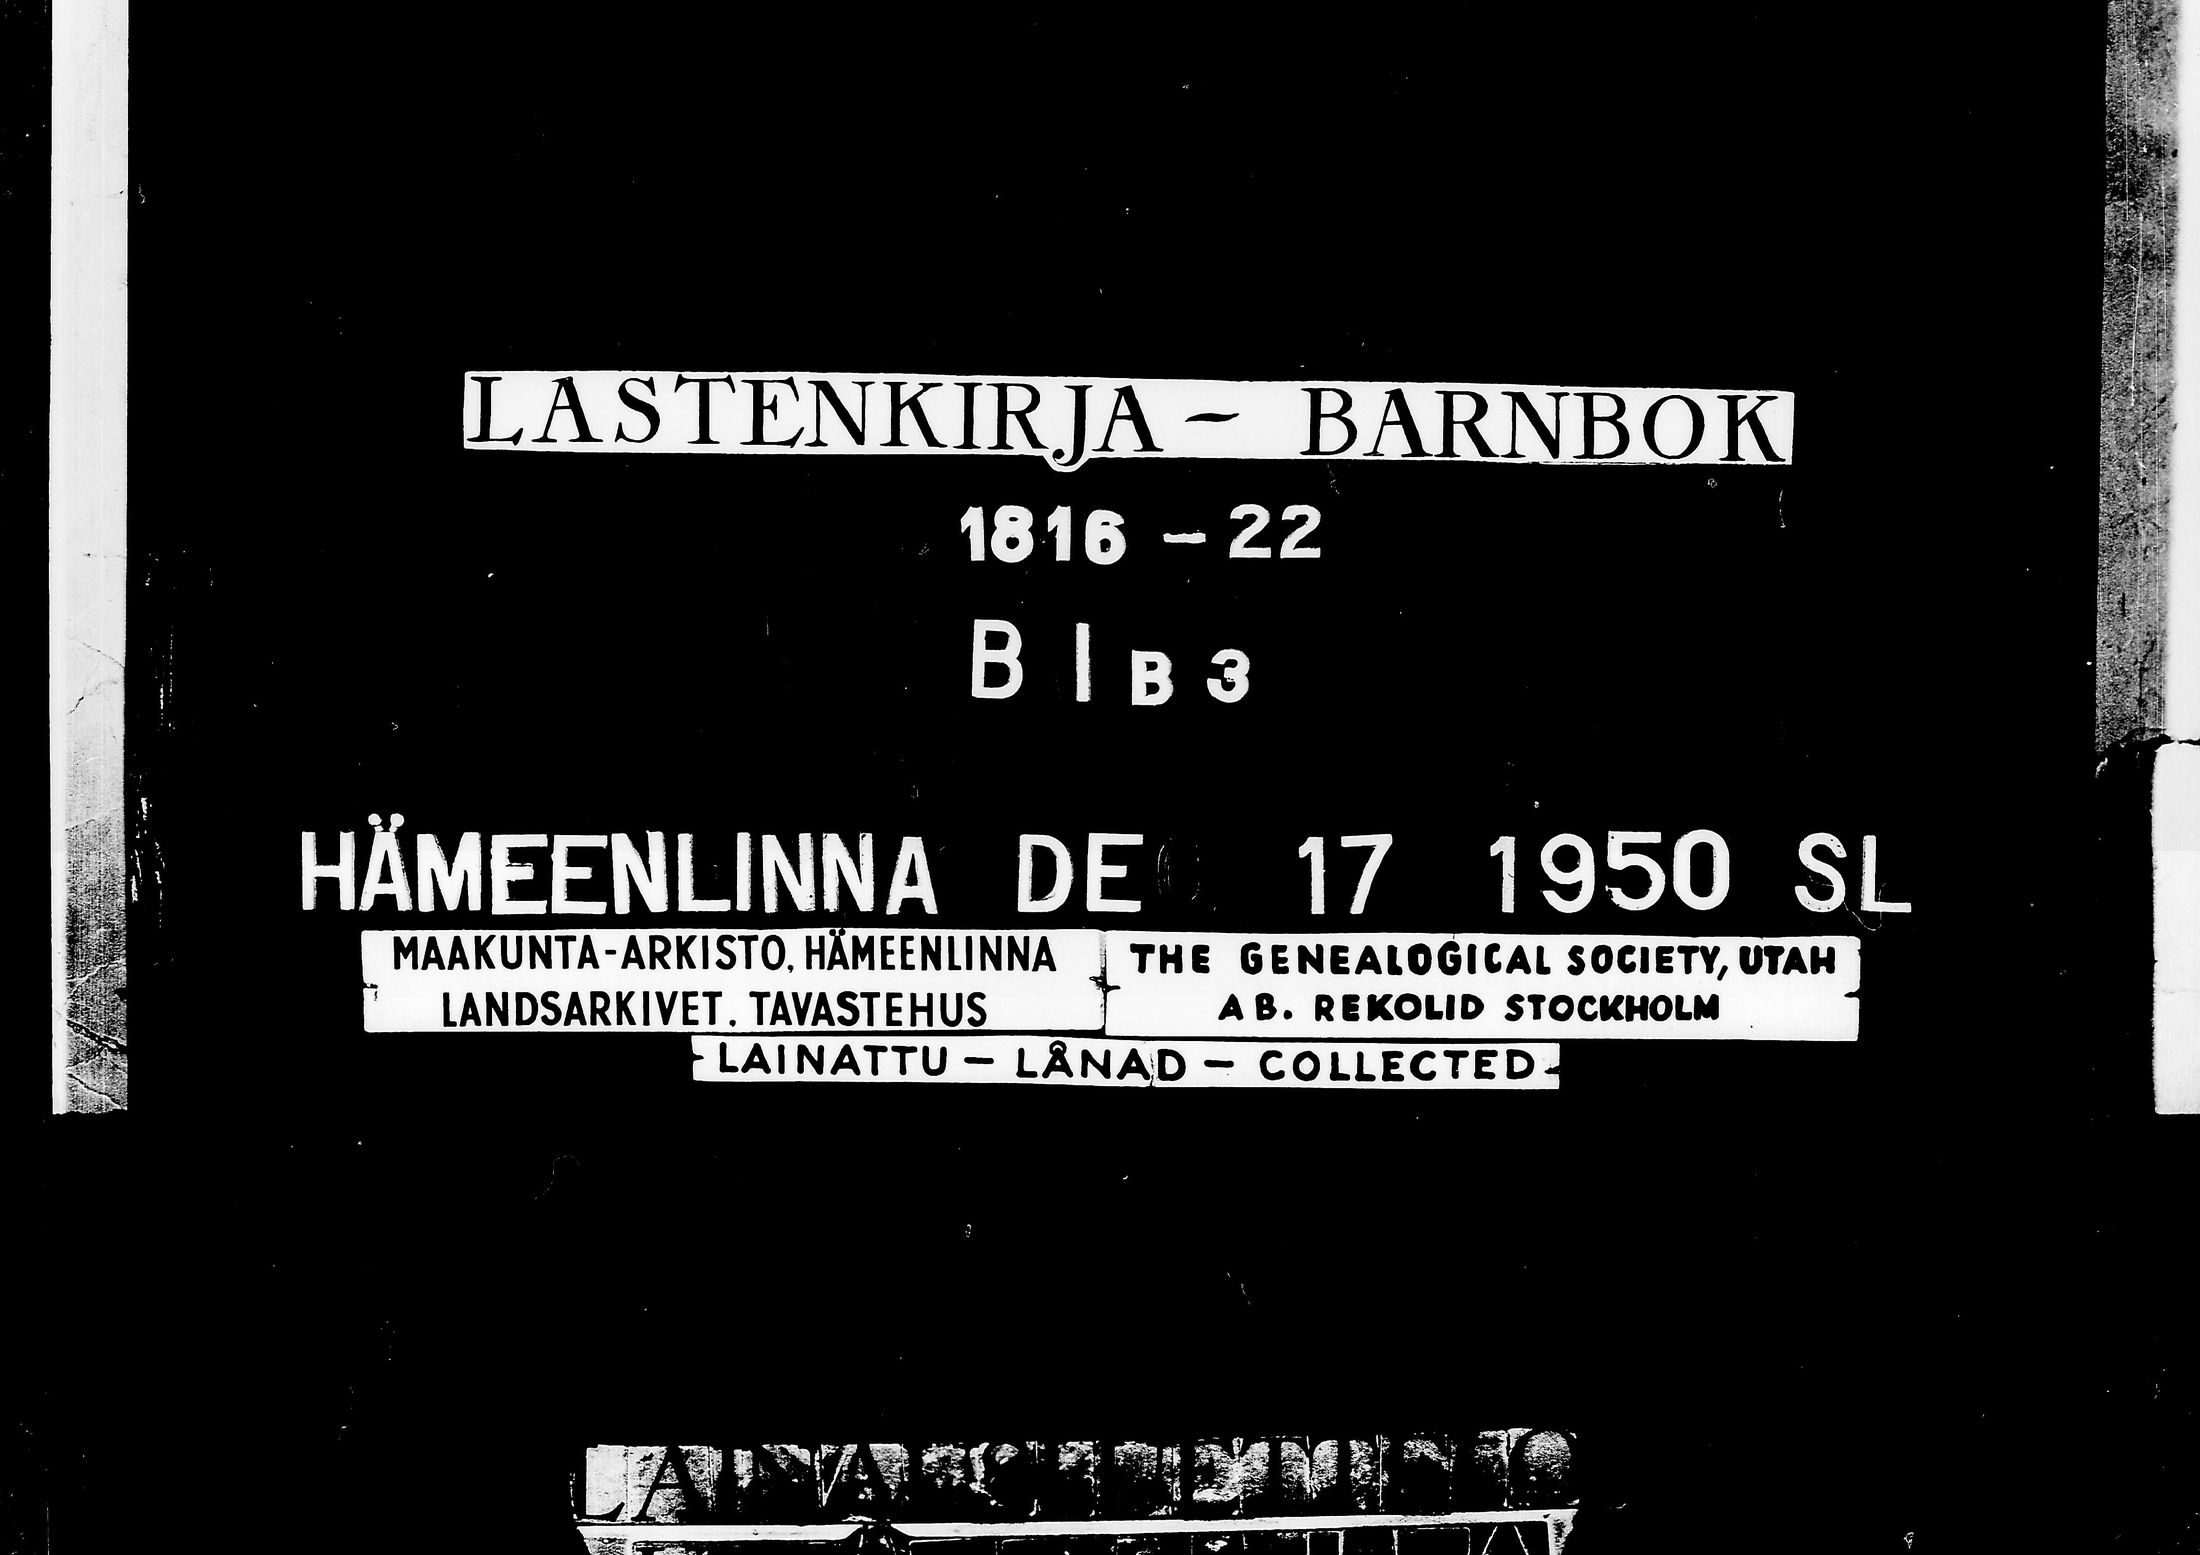 LASTENKIRJA - BARNBOK
1816 - 22
B I B 3
HÄMEENLINNA DE 17 1950 SL
MAAKUNTA-ARKISTO, HÄMEENLINNA
LANDSARKIVET. TAVASTEHUS
THE GENEALOGICAL SOCIETY, UTAH
AB. REKOLID STOCKHOLM
LAINATTU - LÅNAD - COLLECTED